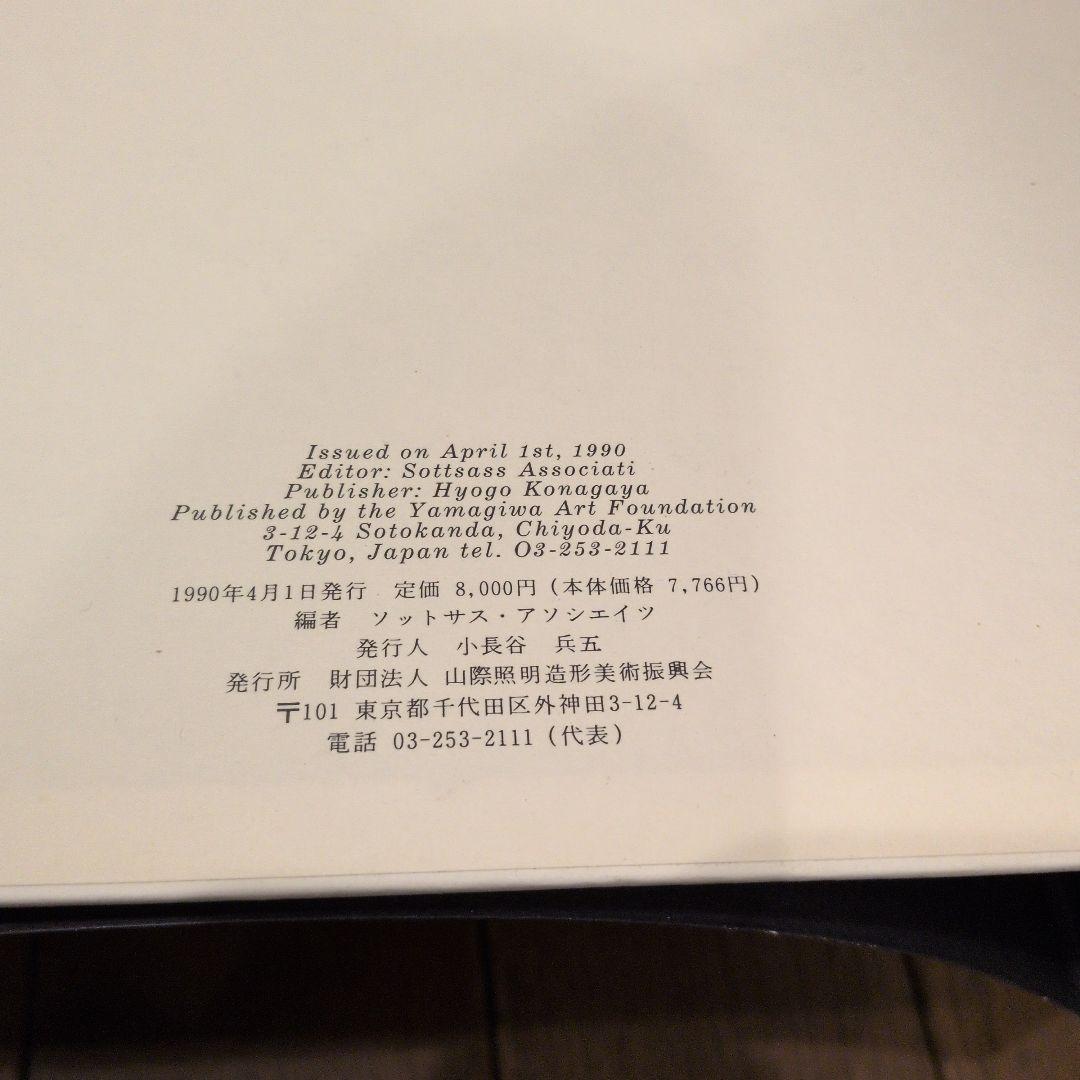 Issued on April 1st, 1990
Editor: Sottsass Associati
Publisher: Hyogo Konagaya
Published by the Yamagiwa Art Foundation
3-12-4 Sotokanda, Chiyoda-Ku
Tokyo, Japan tel. 03-253-2111
1990年4月1日発行　定価 8,000円（本体価格 7,766円）
編者　ソットサス・アソシエイツ
発行人　小長谷　兵五
発行所　財団法人 山際照明造形美術振興会
〒101 東京都千代田区外神田3-12-4
電話 03-253-2111（代表）